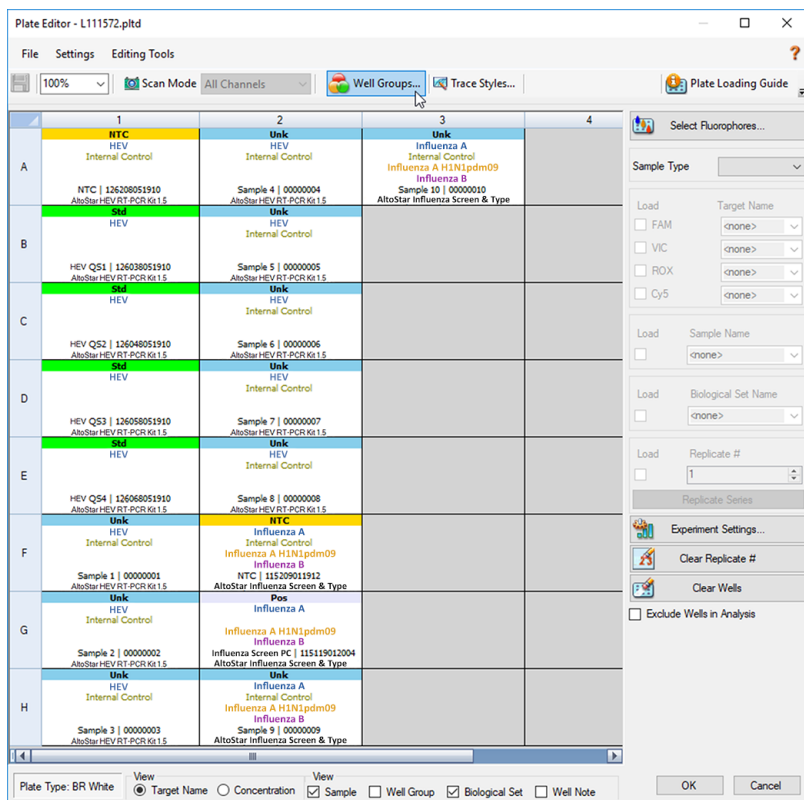 Plate Editor - L111572.pltd
File Settings Editing Tools ?
100% Scan Mode All Channels Well Groups... Trace Styles... Plate Loading Guide
1 2 3 4
A
NTC
HEV
Internal Control
NTC | 126208051910
AltoStar HEV RT-PCR Kit 1.5
Unk
HEV
Internal Control
Sample 4 | 00000004
AltoStar HEV RT-PCR Kit 1.5
Unk
Influenza A
Internal Control
Influenza A H1N1pdm09
Influenza B
Sample 10 | 00000010
AltoStar Influenza Screen & Type
B
Std
HEV
HEV QS1 | 126038051910
AltoStar HEV RT-PCR Kit 1.5
Unk
HEV
Internal Control
Sample 5 | 00000005
AltoStar HEV RT-PCR Kit 1.5
C
Std
HEV
HEV QS2 | 126048051910
AltoStar HEV RT-PCR Kit 1.5
Unk
HEV
Internal Control
Sample 6 | 00000006
AltoStar HEV RT-PCR Kit 1.5
D
Std
HEV
HEV QS3 | 126058051910
AltoStar HEV RT-PCR Kit 1.5
Unk
HEV
Internal Control
Sample 7 | 00000007
AltoStar HEV RT-PCR Kit 1.5
E
Std
HEV
HEV QS4 | 126068051910
AltoStar HEV RT-PCR Kit 1.5
Unk
HEV
Internal Control
Sample 8 | 00000008
AltoStar HEV RT-PCR Kit 1.5
F
Unk
HEV
Internal Control
Sample 1 | 00000001
AltoStar HEV RT-PCR Kit 1.5
NTC
Influenza A
Internal Control
Influenza A H1N1pdm09
Influenza B
NTC | 115209011912
AltoStar Influenza Screen & Type
G
Unk
HEV
Internal Control
Sample 2 | 00000002
AltoStar HEV RT-PCR Kit 1.5
Pos
Influenza A
Influenza A H1N1pdm09
Influenza B
Influenza Screen PC | 115119012004
AltoStar Influenza Screen & Type
H
Unk
HEV
Internal Control
Sample 3 | 00000003
AltoStar HEV RT-PCR Kit 1.5
Unk
Influenza A
Internal Control
Influenza A H1N1pdm09
Influenza B
Sample 9 | 00000009
AltoStar Influenza Screen & Type
Select Fluorophores...
Sample Type
Load Target Name
FAM <none>
VIC <none>
ROX <none>
Cy5 <none>
Load Sample Name
<none>
Load Biological Set Name
<none>
Load Replicate #
1
Replicate Series
Experiment Settings...
Clear Replicate #
Clear Wells
Exclude Wells in Analysis
Plate Type: BR White
View
Target Name Concentration
View
Sample Well Group Biological Set Well Note
OK Cancel